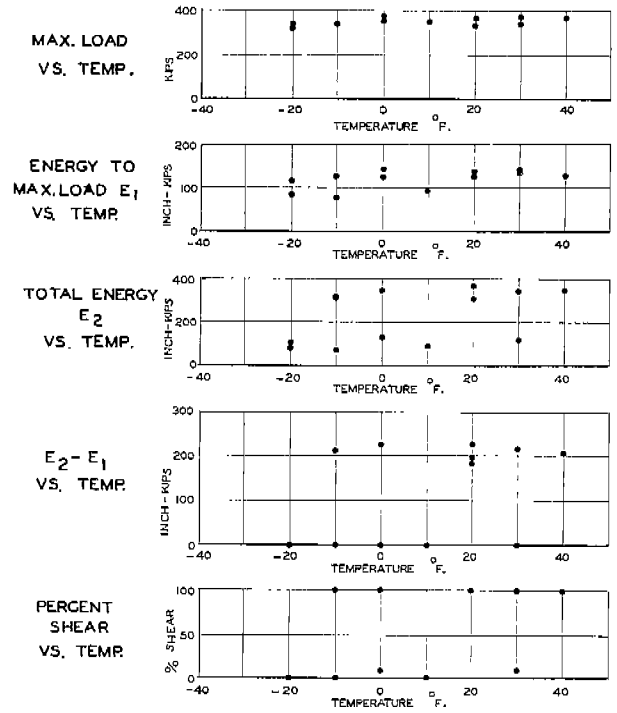 MAX. LOAD
VS. TEMP.
KIPS
400
200
0
-40 -20 0 20 40
TEMPERATURE °F.
ENERGY TO
MAX. LOAD E1
VS. TEMP.
INCH-KIPS
200
100
0
-40 -20 0 20 40
TEMPERATURE °F.
TOTAL ENERGY
E2
VS. TEMP.
INCH-KIPS
400
200
0
-40 -20 0 20 40
TEMPERATURE °F.
E2 - E1
VS. TEMP.
INCH-KIPS
300
200
100
0
-40 -20 0 20 40
TEMPERATURE °F.
PERCENT
SHEAR
VS. TEMP.
% SHEAR
100
50
0
-40 -20 0 20 40
TEMPERATURE °F.